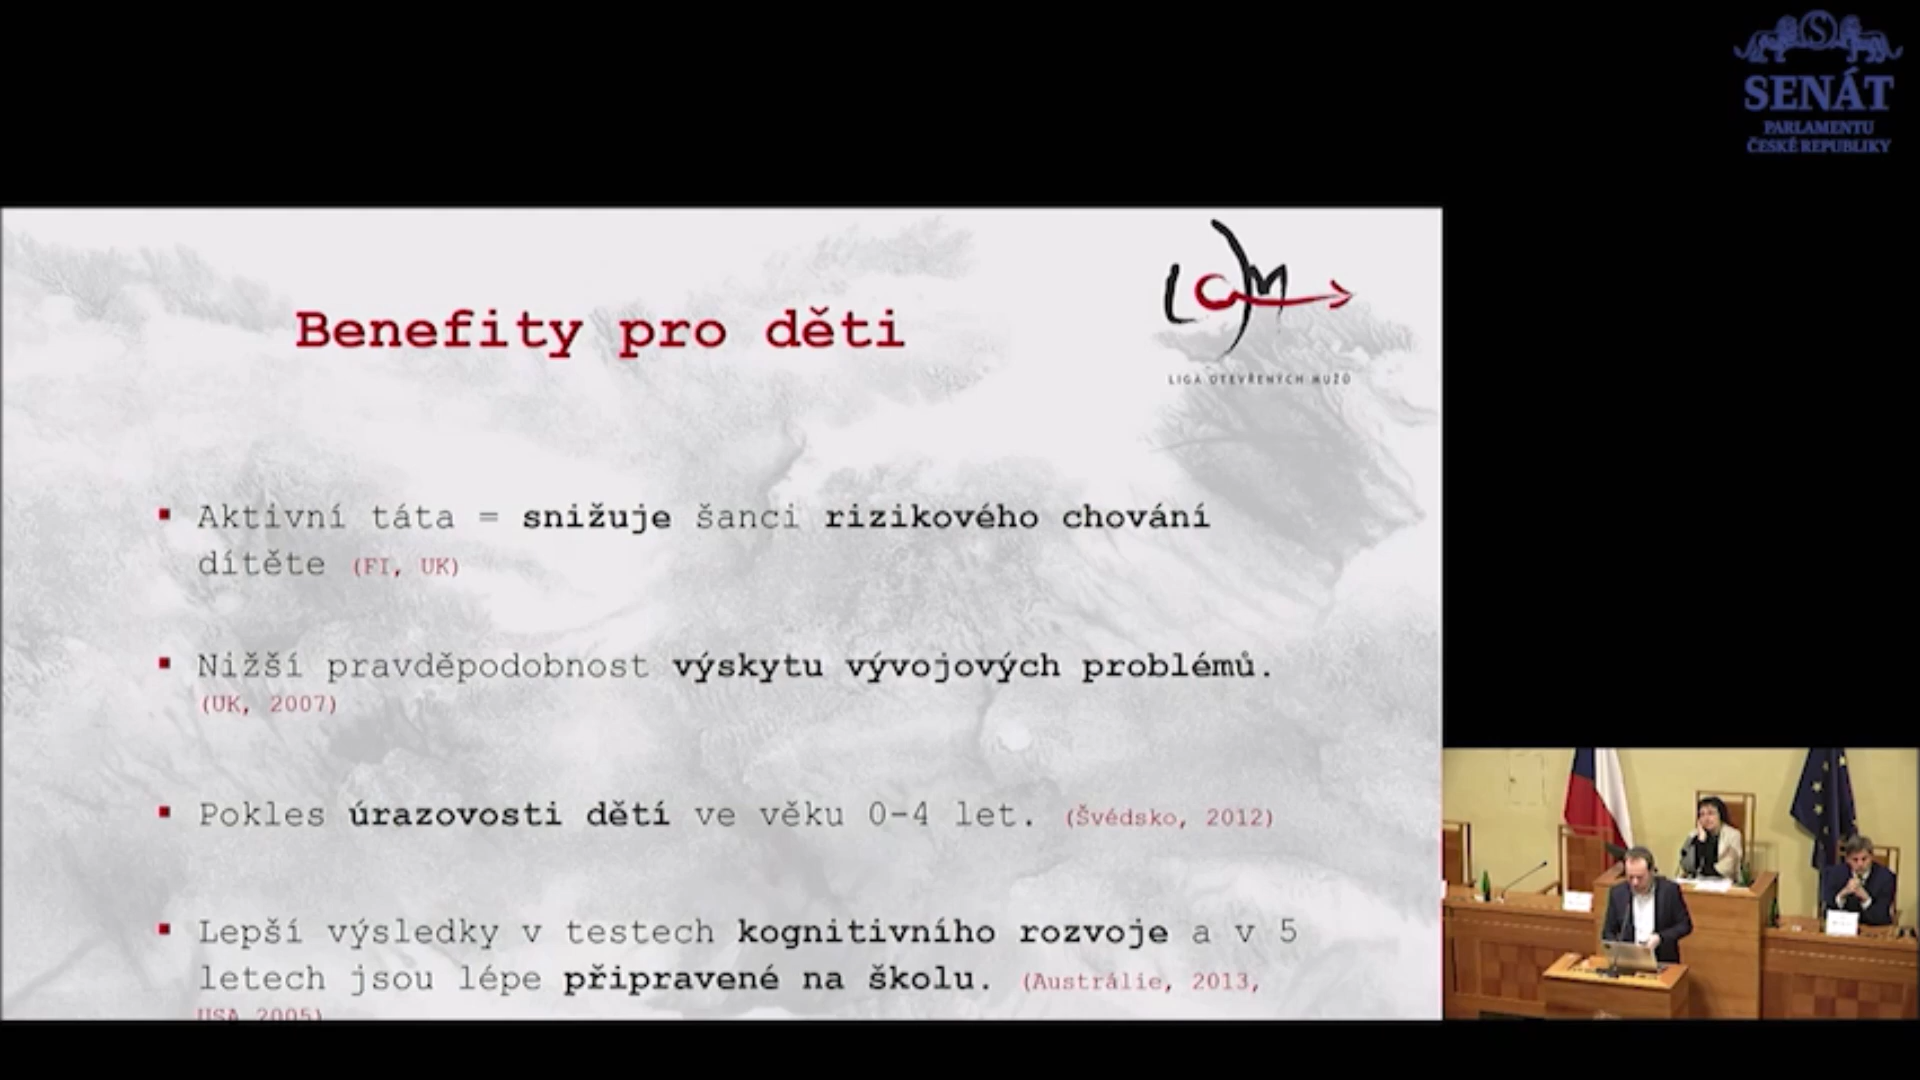 SENÁT
PARLAMENTU
ČESKÉ REPUBLIKY
Benefity pro děti
LIGA OTEVŘENÝCH MUŽŮ
Aktivní táta = snižuje šanci rizikového chování
dítěte (FI, UK)
Nižší pravděpodobnost výskytu vývojových problémů.
(UK, 2007)
Pokles úrazovosti dětí ve věku 0-4 let. (Švédsko, 2012)
Lepší výsledky v testech kognitivního rozvoje a v 5
letech jsou lépe připravené na školu. (Austrálie, 2013,
USA 2005)